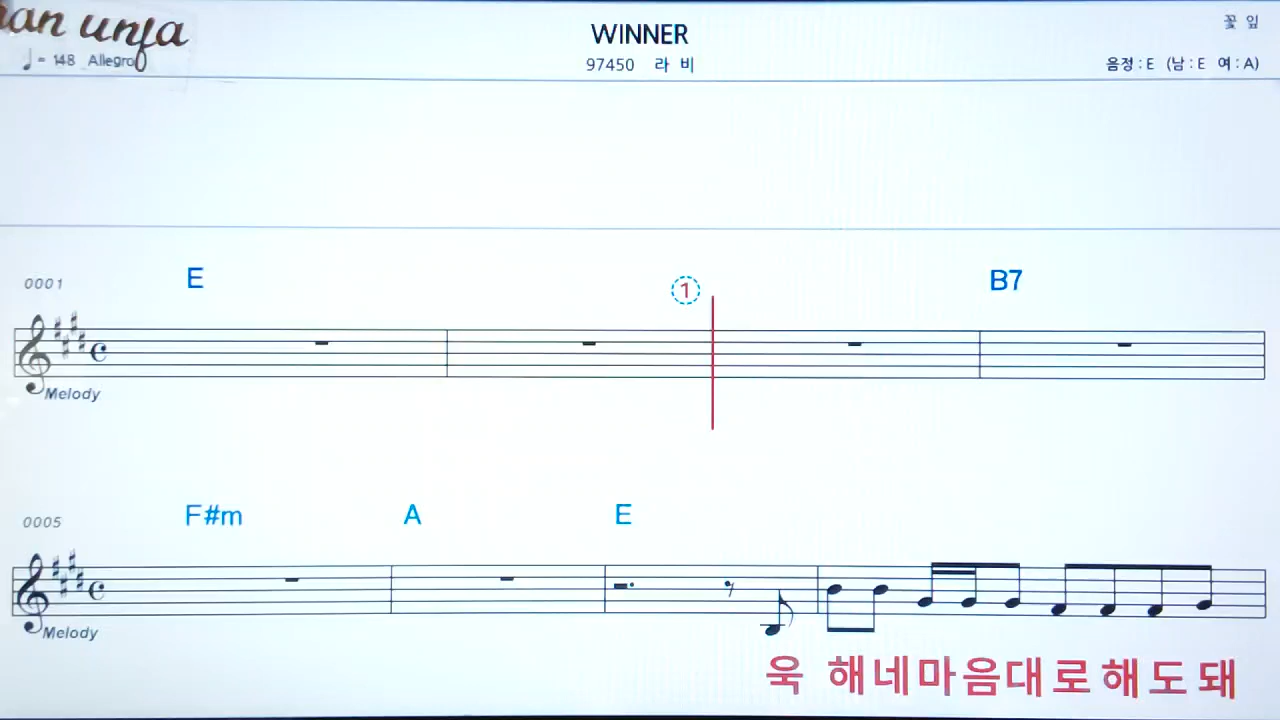 an unja
WINNER
꽃 잎
♩= 148 Allegro
97450 라 비
음정 : E (남 : E 여 : A)
0001
E
1
B7
Melody
0005
F#m A E
Melody
욱 해네마음대로해도돼